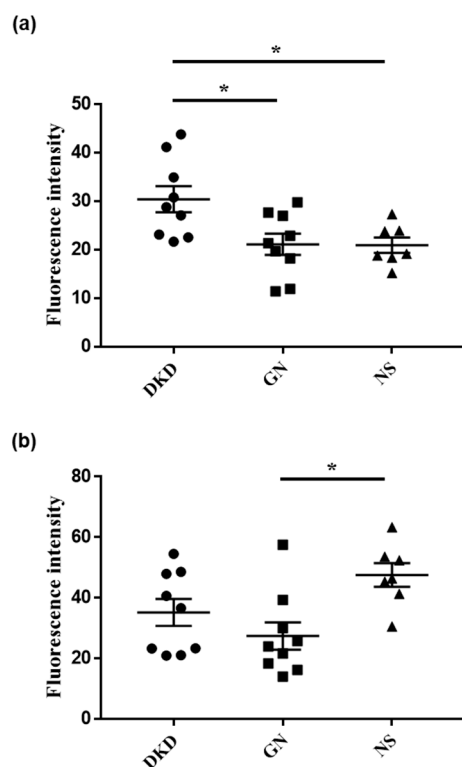 (a)
*
*
Fluorescence intensity
50
40
30
20
10
0
DKD
GN
NS
(b)
*
Fluorescence intensity
80
60
40
20
0
DKD
GN
NS